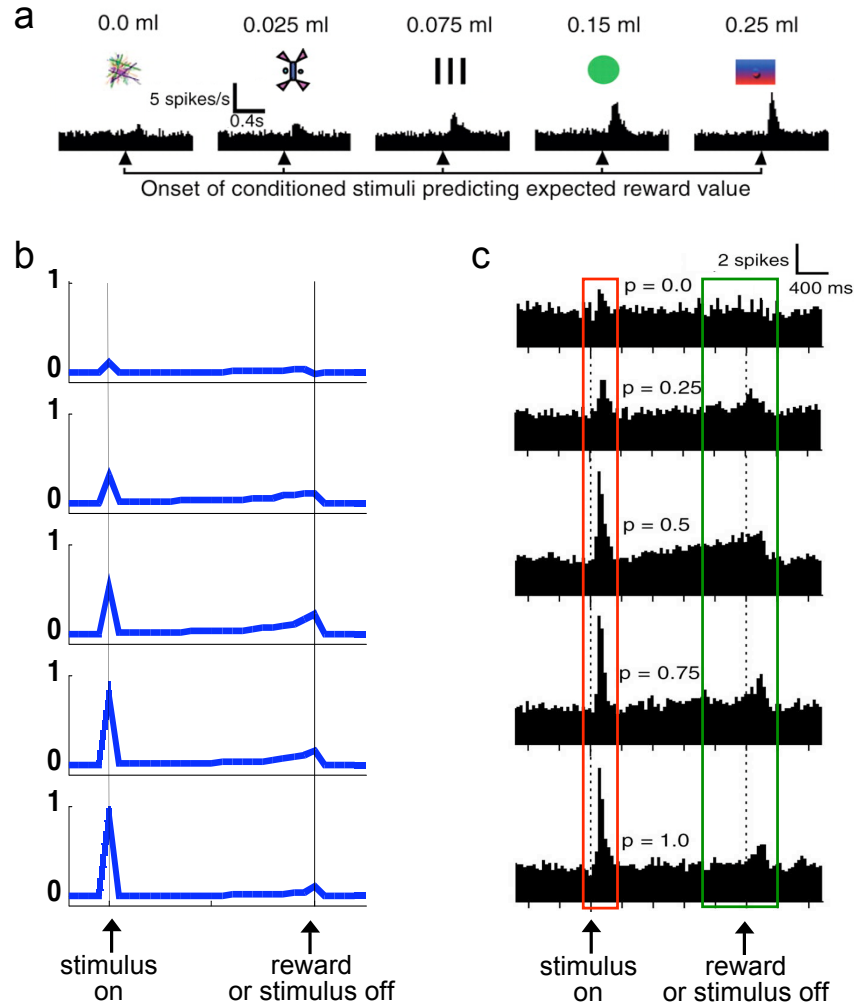 a
0.0 ml 0.025 ml 0.075 ml 0.15 ml 0.25 ml
5 spikes/s
0.4s
Onset of conditioned stimuli predicting expected reward value
b
1
0
1
0
1
0
1
0
1
0
stimulus
on
reward
or stimulus off
c
2 spikes
400 ms
p = 0.0
p = 0.25
p = 0.5
p = 0.75
p = 1.0
stimulus
on
reward
or stimulus off